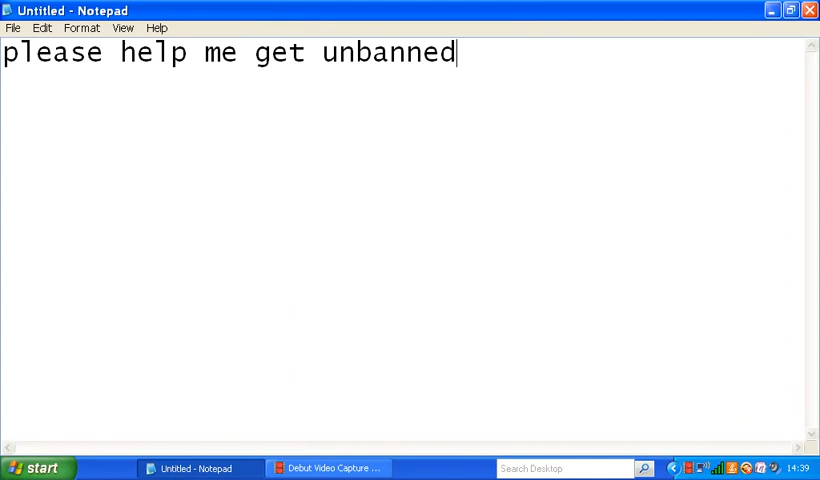 Untitled - Notepad
File Edit Format View Help
please help me get unbanned
start
Untitled - Notepad
Debut Video Capture ...
Search Desktop
14:39